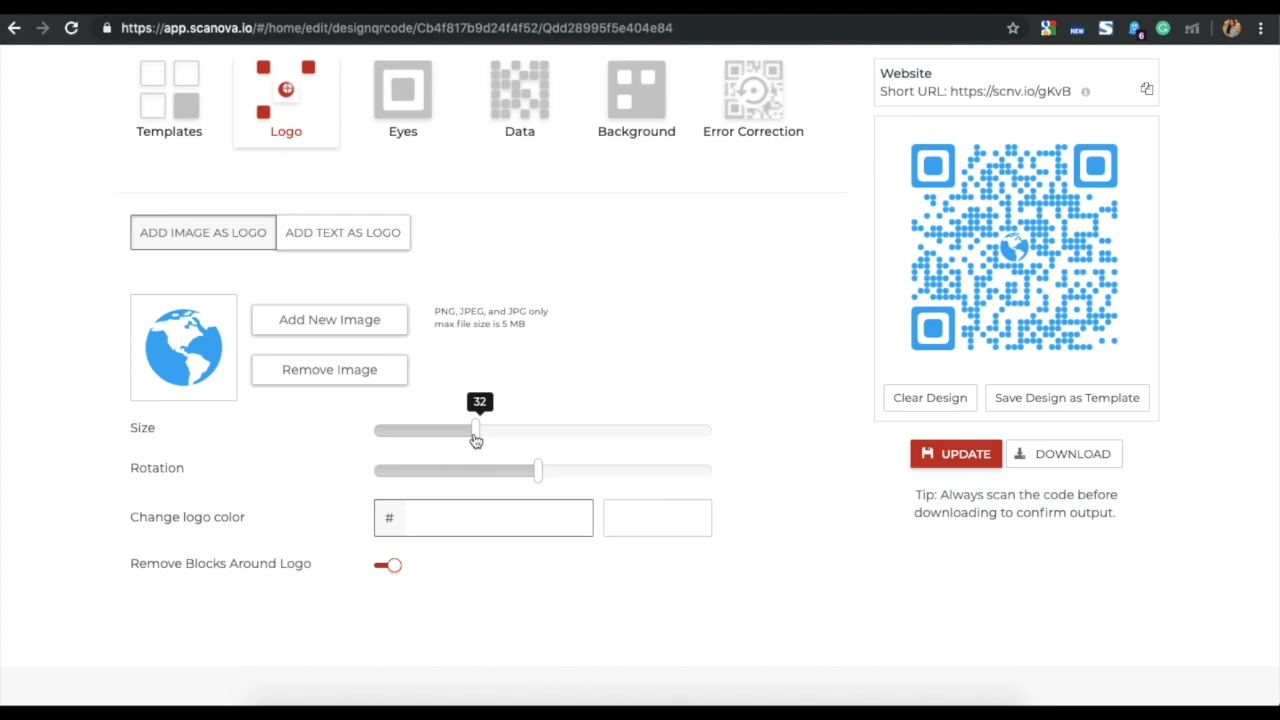 https://app.scanova.io/#/home/edit/designqrcode/Cb4f817b9d24f4f52/Qdd28995f5e404e84
NEW
6
Templates
Logo
Eyes
Data
Background
Error Correction
Website
Short URL: https://scnv.io/gKvB
ADD IMAGE AS LOGO
ADD TEXT AS LOGO
Add New Image
PNG, JPEG, and JPG only
max file size is 5 MB
Remove Image
Clear Design
Save Design as Template
32
Size
Rotation
UPDATE
DOWNLOAD
Tip: Always scan the code before
downloading to confirm output.
Change logo color
#
Remove Blocks Around Logo